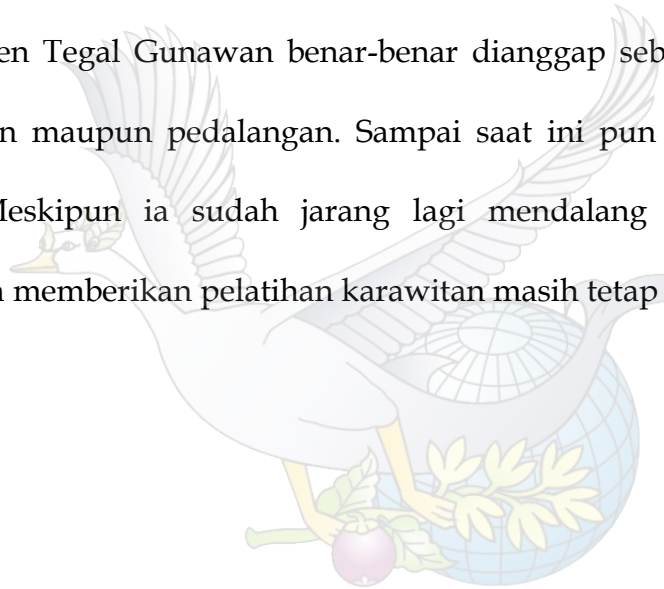 en Tegal Gunawan benar-benar dianggap seb
n maupun pedalangan. Sampai saat ini pun
Meskipun ia sudah jarang lagi mendalang
memberikan pelatihan karawitan masih tetap